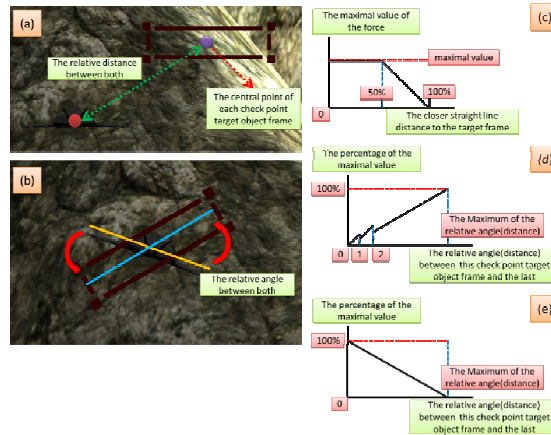 (a)
The relative distance
between both
The central point of
each check point
target object frame
(b)
The relative angle
between both
The maximal value of
the force
(c)
maximal value
50%
100%
0
The closer straight line
distance to the target frame
The percentage of the
maximal value
(d)
100%
The Maximum of the
relative angle(distance)
0
1
2
The relative angle(distance)
between this check point target
object frame and the last
The percentage of the
maximal value
(e)
100%
The Maximum of the
relative angle(distance)
0
The relative angle(distance)
between this check point target
object frame and the last